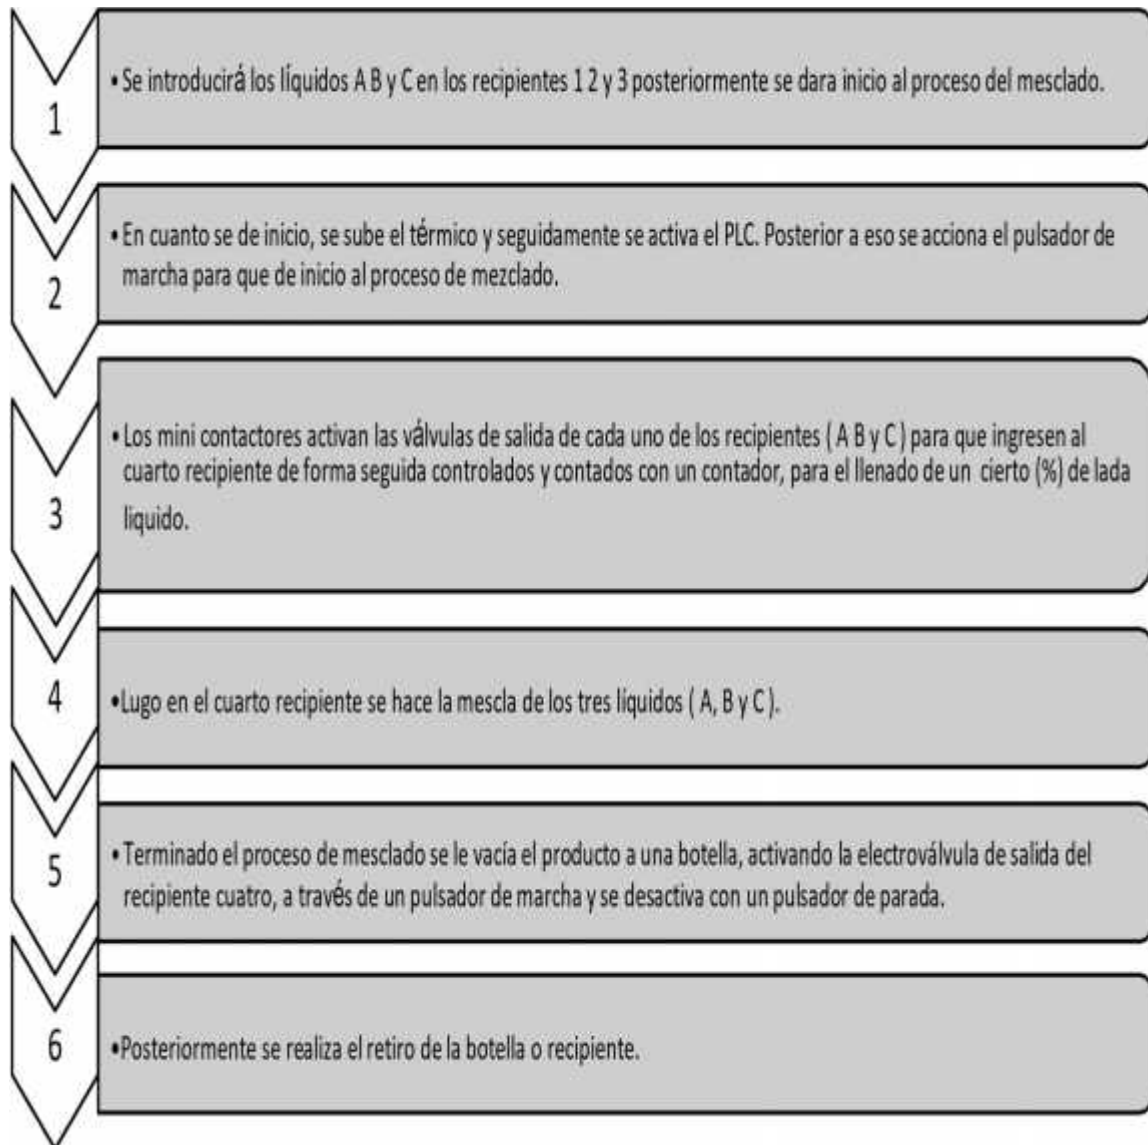 1
• Se introducirá los líquidos A B y C en los recipientes 1 2 y 3 posteriormente se dara inicio al proceso del mesclado.
2
• En cuanto se de inicio, se sube el térmico y seguidamente se activa el PLC. Posterior a eso se acciona el pulsador de
marcha para que de inicio al proceso de mezclado.
3
• Los mini contactores activan las válvulas de salida de cada uno de los recipientes ( A B y C ) para que ingresen al
cuarto recipiente de forma seguida controlados y contados con un contador, para el llenado de un cierto (%) de lada
liquido.
4
• Lugo en el cuarto recipiente se hace la mescla de los tres líquidos ( A, B y C ).
5
• Terminado el proceso de mesclado se le vacía el producto a una botella, activando la electroválvula de salida del
recipiente cuatro, a través de un pulsador de marcha y se desactiva con un pulsador de parada.
6
• Posteriormente se realiza el retiro de la botella o recipiente.